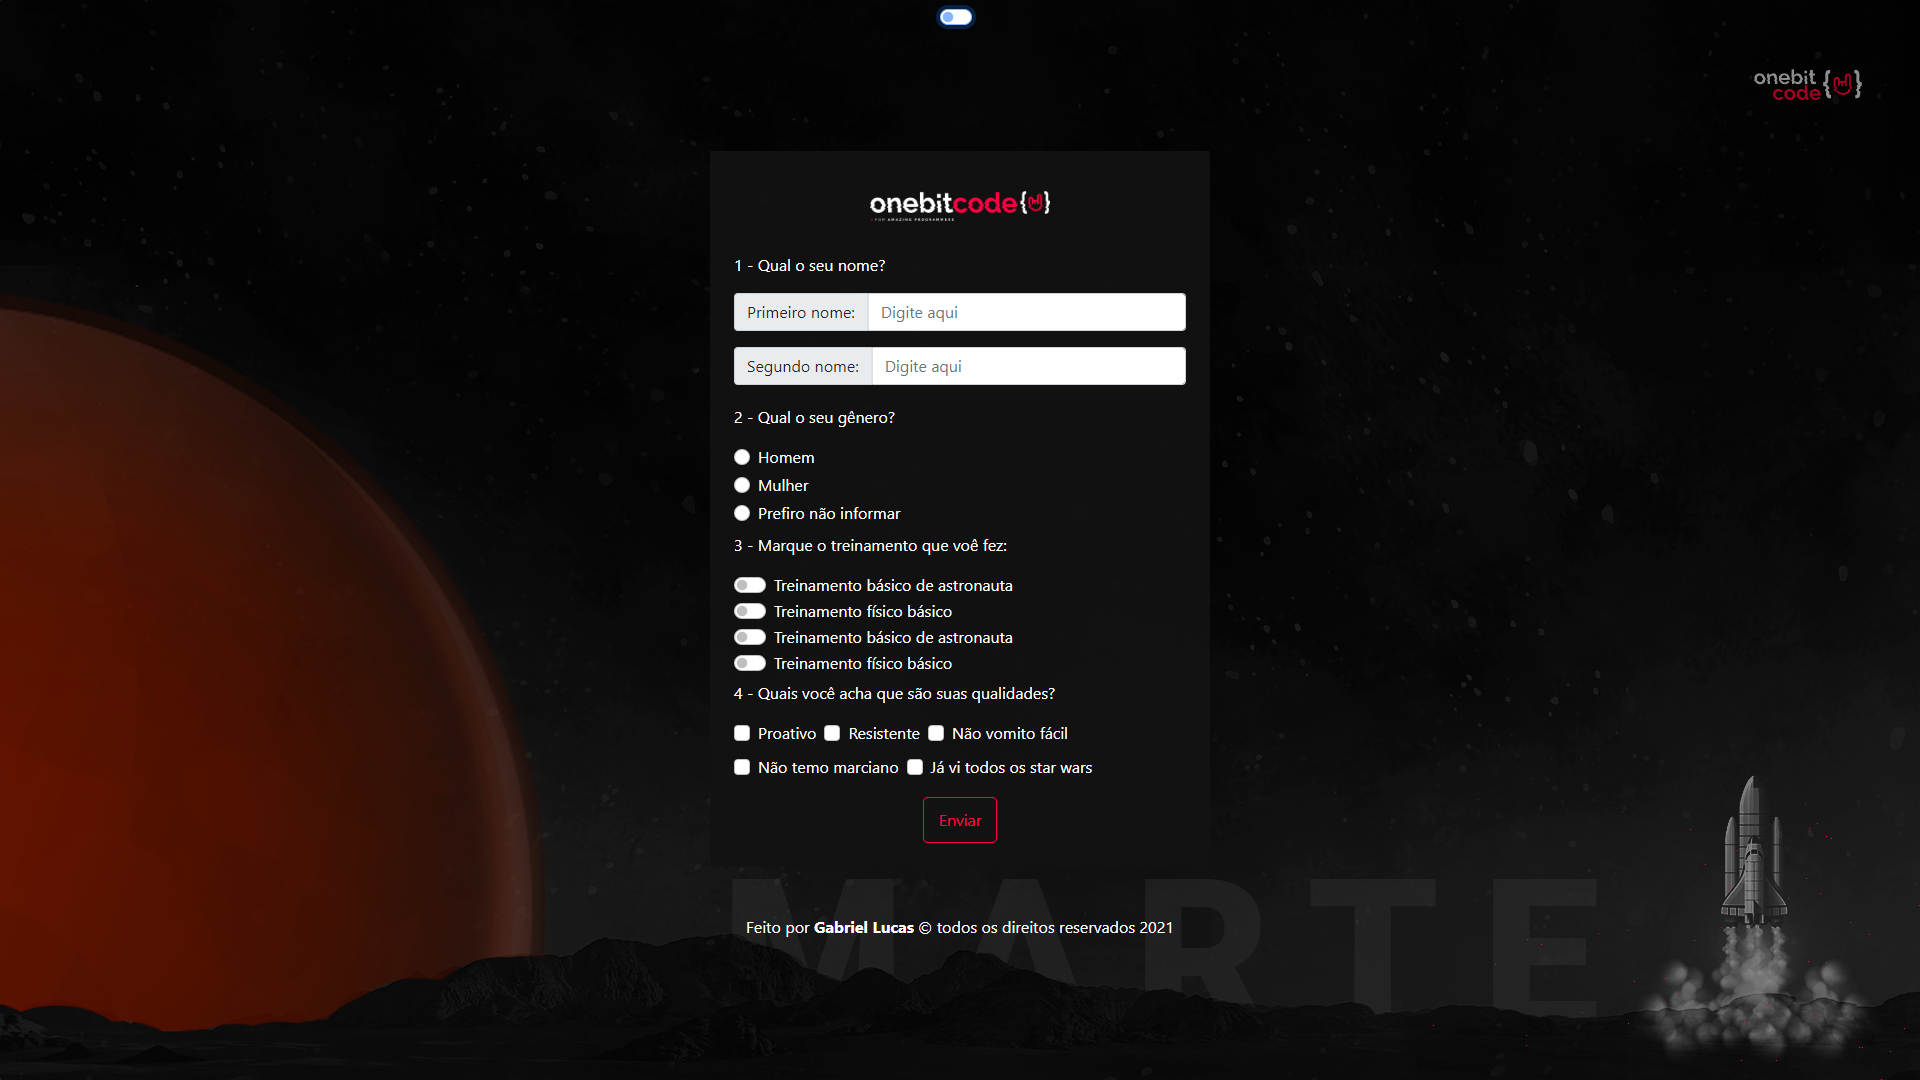 onebit
code
onebitcode
- FOR AMAZING PROGRAMMERS
1 - Qual o seu nome?
Primeiro nome: Digite aqui
Segundo nome: Digite aqui
2 - Qual o seu gênero?
Homem
Mulher
Prefiro não informar
3 - Marque o treinamento que voê fez:
Treinamento básico de astronauta
Treinamento físico básico
Treinamento básico de astronauta
Treinamento físico básico
4 - Quais você acha que são suas qualidades?
Proativo Resistente Não vomito fácil
Não temo marciano Já vi todos os star wars
Enviar
MARTE
Feito por Gabriel Lucas © todos os direitos reservados 2021